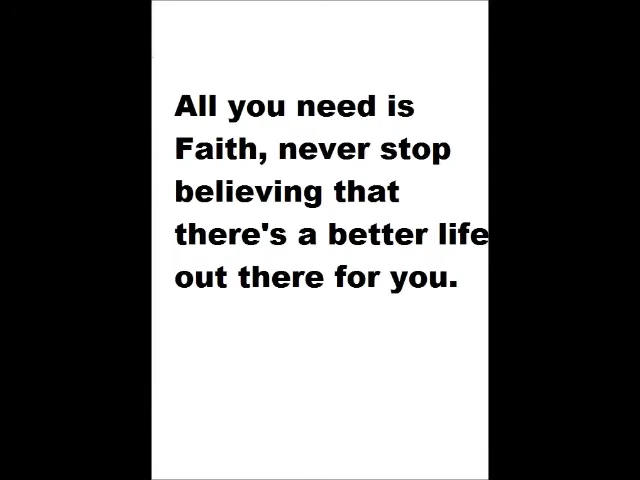 All you need is
Faith, never stop
believing that
there's a better life
out there for you.